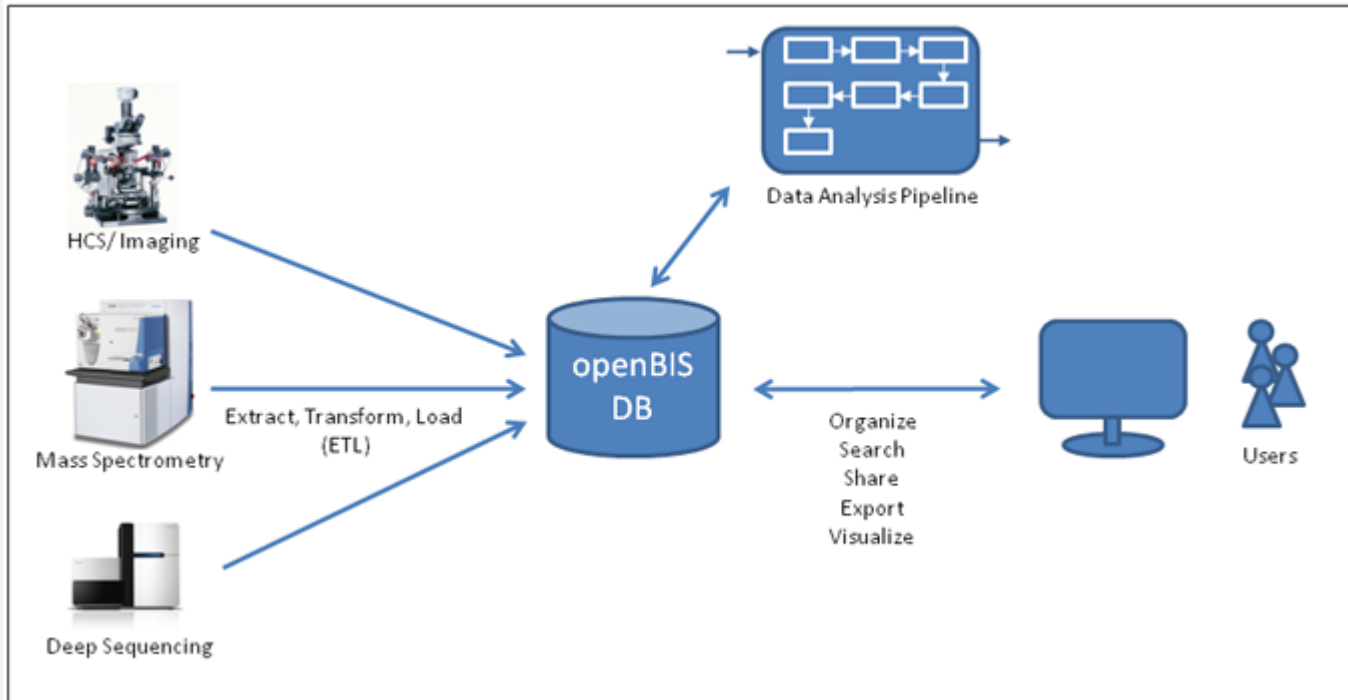 Data Analysis Pipeline
HCS/ Imaging
openBIS
DB
Extract, Transform, Load
(ETL)
Mass Spectrometry
Organize
Search
Share
Export
Visualize
Users
Deep Sequencing